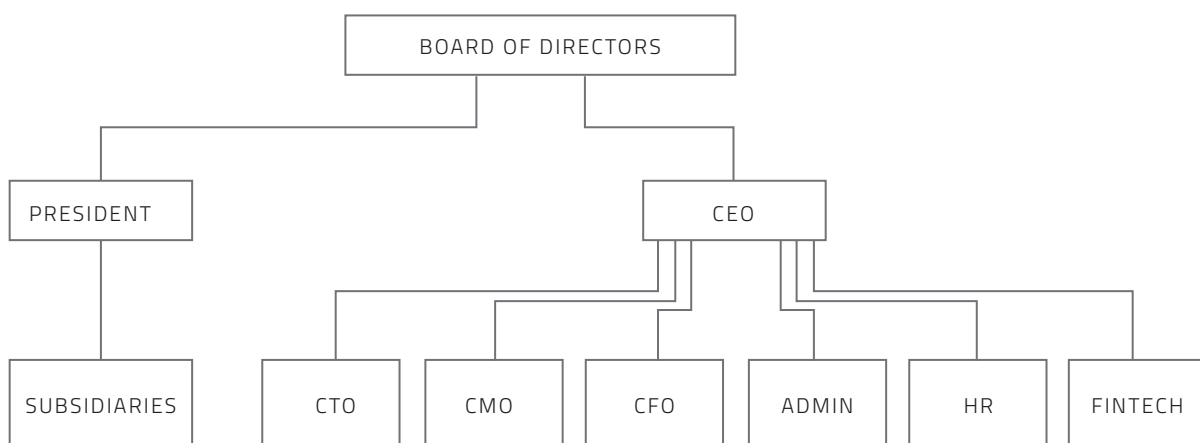 BOARD OF DIRECTORS
PRESIDENT
CEO
SUBSIDIARIES
CTO
CMO
CFO
ADMIN
HR
FINTECH